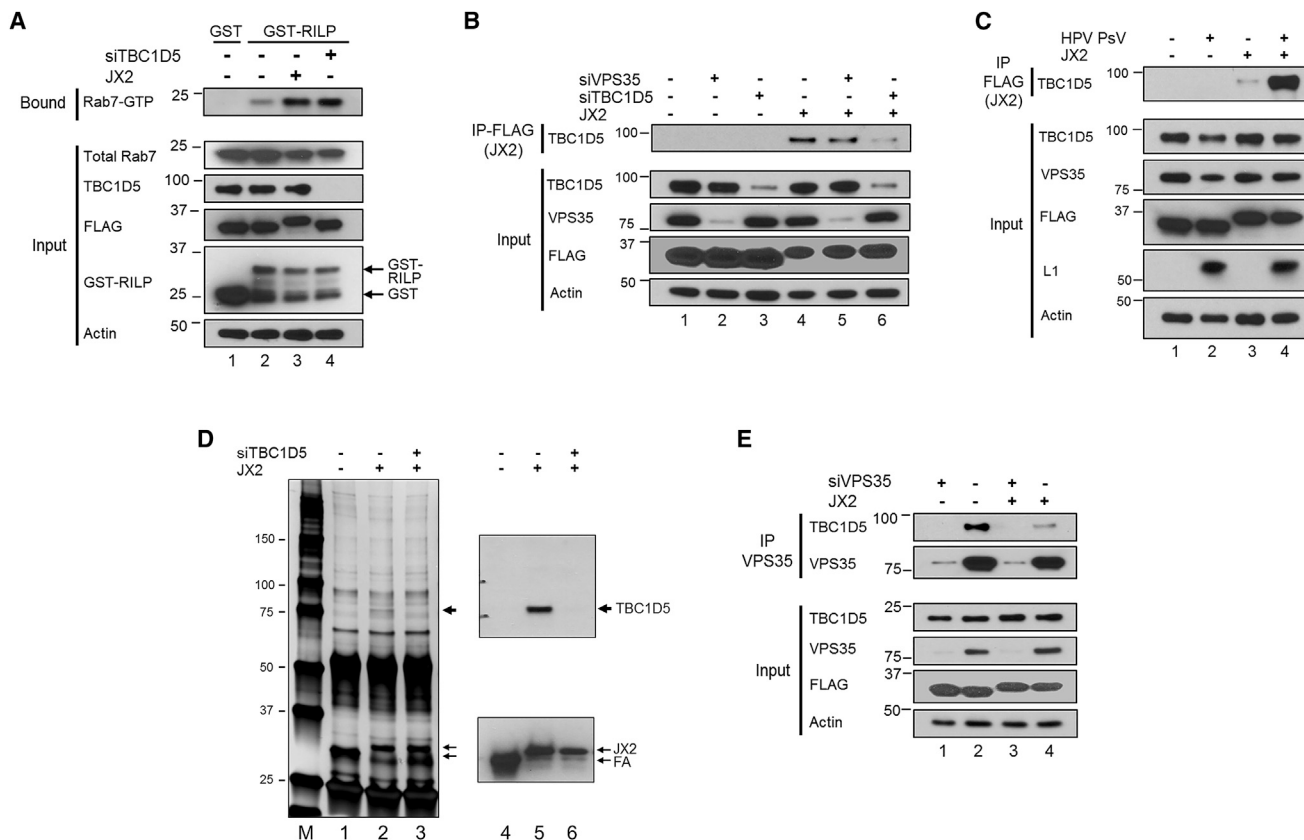 A
GST GST-RILP
siTBC1D5 - - - +
JX2 - - + -
Bound Rab7-GTP 25
Total Rab7 25
TBC1D5 100
FLAG 37
Input
GST-RILP 37 25
GST-RILP
GST
Actin 50
1 2 3 4
B
siVPS35 - + - - + -
siTBC1D5 - - + - - +
JX2 - - - + + +
IP-FLAG (JX2) TBC1D5 100
TBC1D5 100
VPS35 75
Input
FLAG 37
Actin 50
1 2 3 4 5 6
C
HPV PsV - + - +
JX2 - - + +
IP FLAG (JX2) TBC1D5 100
TBC1D5 100
VPS35 75
Input
FLAG 37
L1 50
Actin 50
1 2 3 4
D
siTBC1D5 - - + - - +
JX2 - + + - + +
150
100
75
50
37
25
TBC1D5
JX2
FA
M 1 2 3 4 5 6
E
siVPS35 + - + -
JX2 - - + +
IP VPS35
TBC1D5 100
VPS35 75
Input
TBC1D5 25
VPS35 75
FLAG 37
Actin 50
1 2 3 4